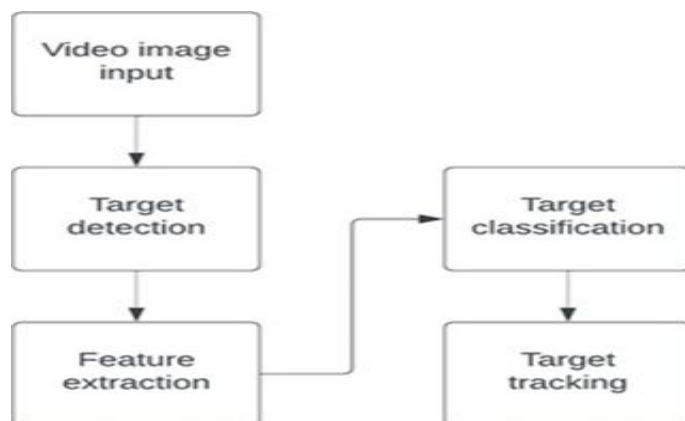 Video image
input
Target
detection
Feature
extraction
Target
classification
Target
tracking